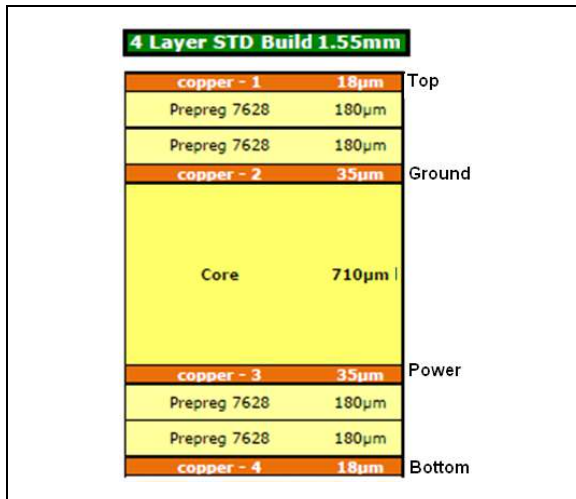 4 Layer STD Build 1.55mm
copper - 1 18µm Top
Prepreg 7628 180µm
Prepreg 7628 180µm
copper - 2 35µm Ground
Core 710µm
copper - 3 35µm Power
Prepreg 7628 180µm
Prepreg 7628 180µm
copper - 4 18µm Bottom